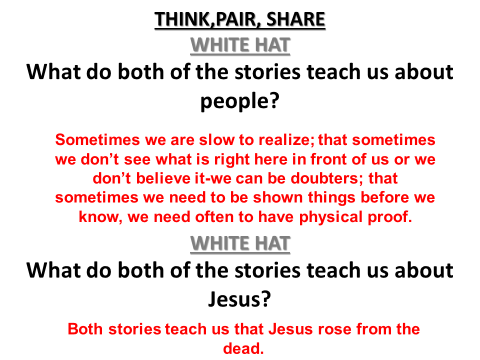 THINK,PAIR, SHARE
WHITE HAT
What do both of the stories teach us about
people?
Sometimes we are slow to realize; that sometimes
we don’t see what is right here in front of us or we
don’t believe it-we can be doubters; that
sometimes we need to be shown things before we
know, we need often to have physical proof.
WHITE HAT
What do both of the stories teach us about
Jesus?
Both stories teach us that Jesus rose from the
dead.